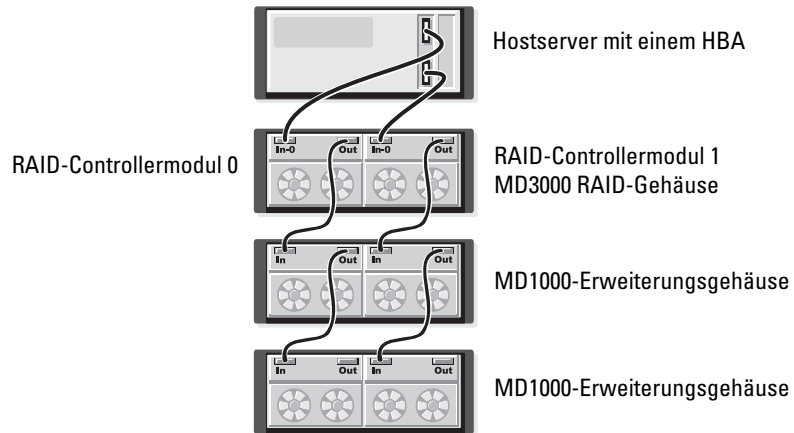 Hostserver mit einem HBA
In-0 Out In-0 Out
RAID-Controllermodul 0
RAID-Controllermodul 1
MD3000 RAID-Gehäuse
In Out In Out
MD1000-Erweiterungsgehäuse
In Out In Out
MD1000-Erweiterungsgehäuse